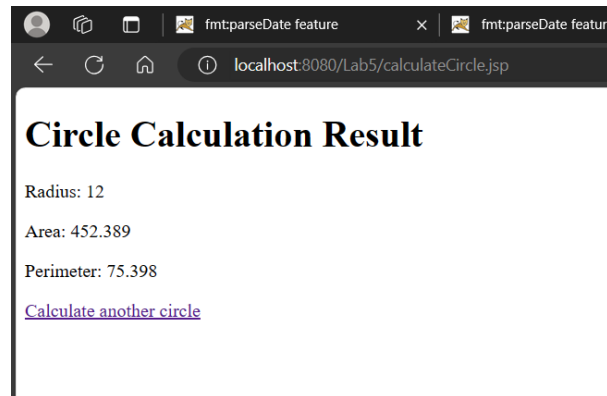 fmt:parseDate feature
fmt:parseDate featur
localhost:8080/Lab5/calculateCircle.jsp
Circle Calculation Result
Radius: 12
Area: 452.389
Perimeter: 75.398
Calculate another circle